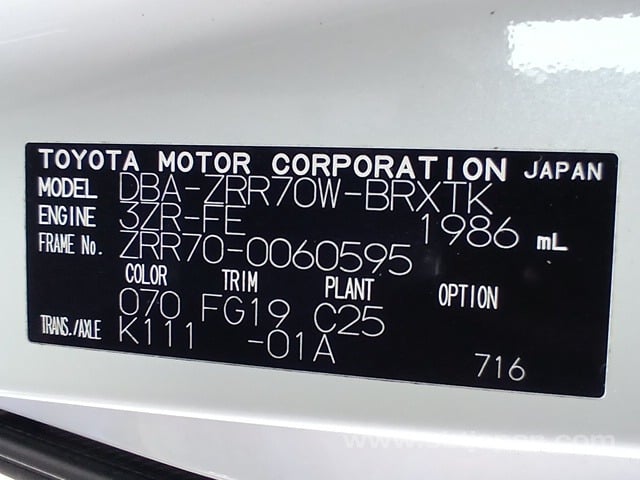 TOYOTA MOTOR CORPORATION JAPAN
MODEL DBA-ZRR70W-BRXTK
ENGINE 3ZR-FE 1986 mL
FRAME No. ZRR70-0060595
COLOR TRIM PLANT OPTION
070 FG19 C25
TRANS./AXLE K111 -01A
716